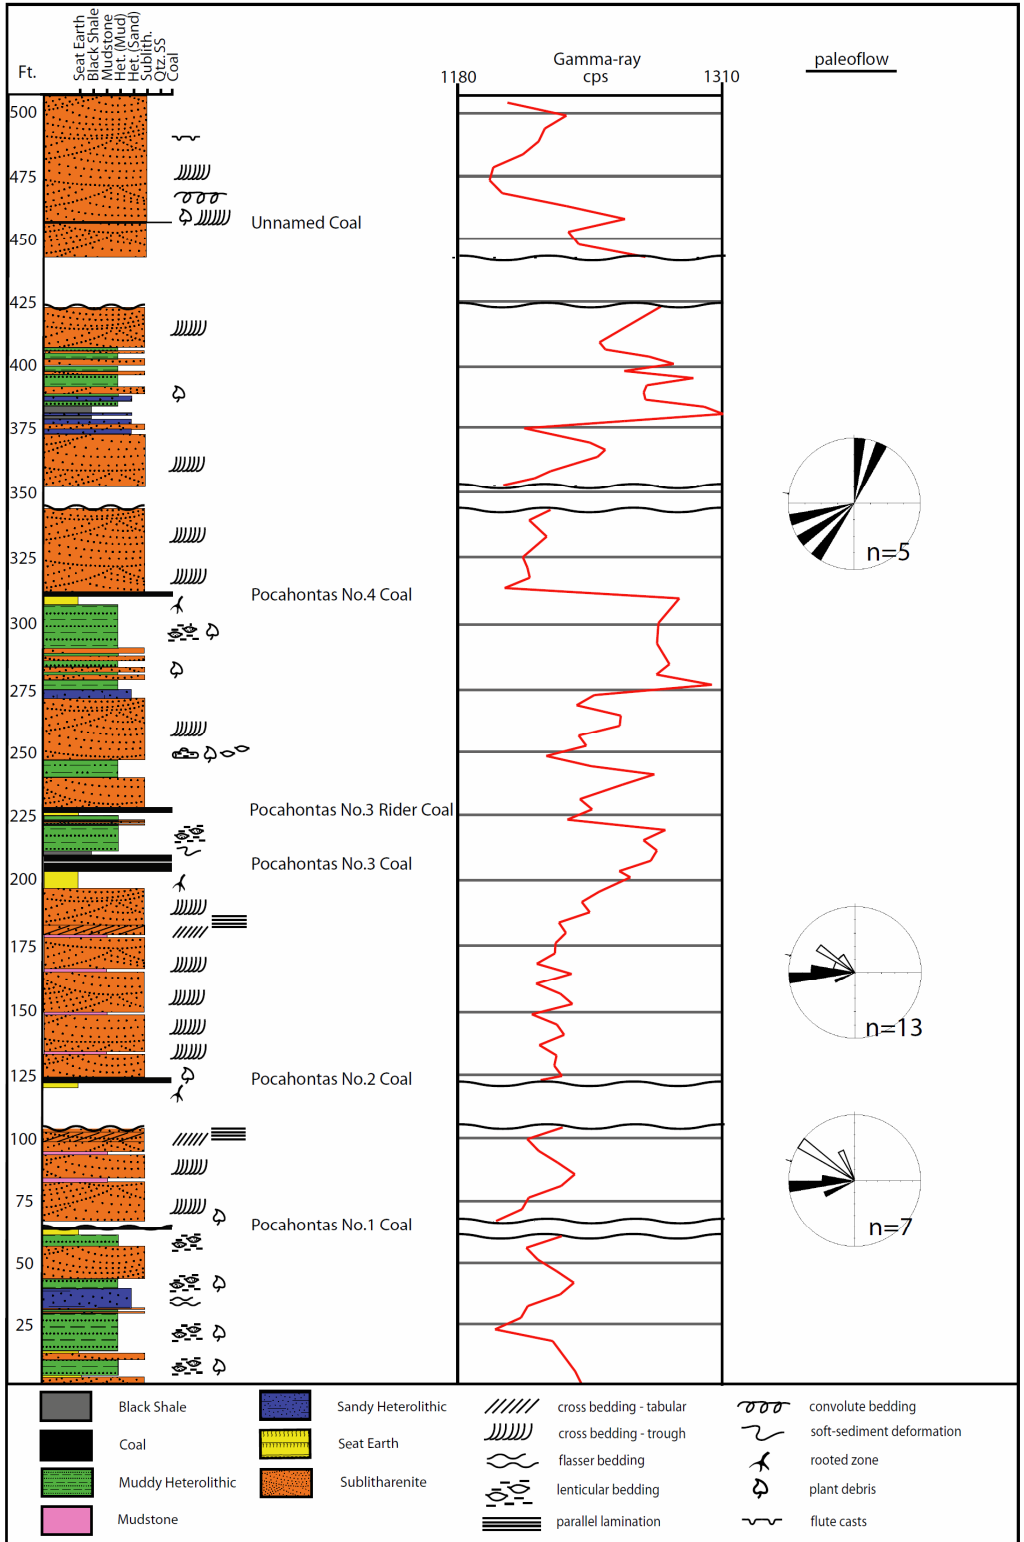 Ft.
Seat Earth
Black Shale
Mudstone
Het. (Mud)
Het. (Sand)
Sublith.
Qtz. SS
Coal
Gamma-ray
cps
1180
1310
paleoflow
500
475
450
425
400
375
350
325
300
275
250
225
200
175
150
125
100
75
50
25
Unnamed Coal
Pocahontas No.4 Coal
Pocahontas No.3 Rider Coal
Pocahontas No.3 Coal
Pocahontas No.2 Coal
Pocahontas No.1 Coal
n=5
n=13
n=7
Black Shale
Coal
Muddy Heterolithic
Mudstone
Sandy Heterolithic
Seat Earth
Sublitharenite
cross bedding - tabular
cross bedding - trough
flasser bedding
lenticular bedding
parallel lamination
convolute bedding
soft-sediment deformation
rooted zone
plant debris
flute casts